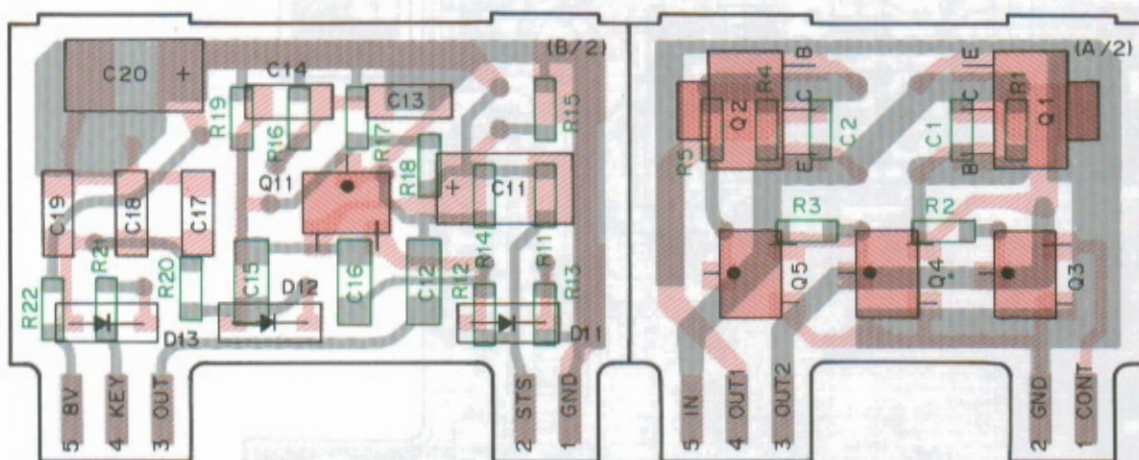 (B/2)
C20 +
C14
C13
R19
R16
R17
R15
R18
+ C11
Q11
C19
C18
C17
R21
R20
C15
C16
C12
R14
R11
R22
D12
R12
R13
D13
D11
5 8V
4 KEY
3 OUT
2 STS
1 GND
(A/2)
B
C
E
Q2
R4
C2
R5
E
C
B
R1
Q1
C1
R3
R2
Q5
Q4
Q3
5 IN
4 OUT1
3 OUT2
2 GND
1 CONT